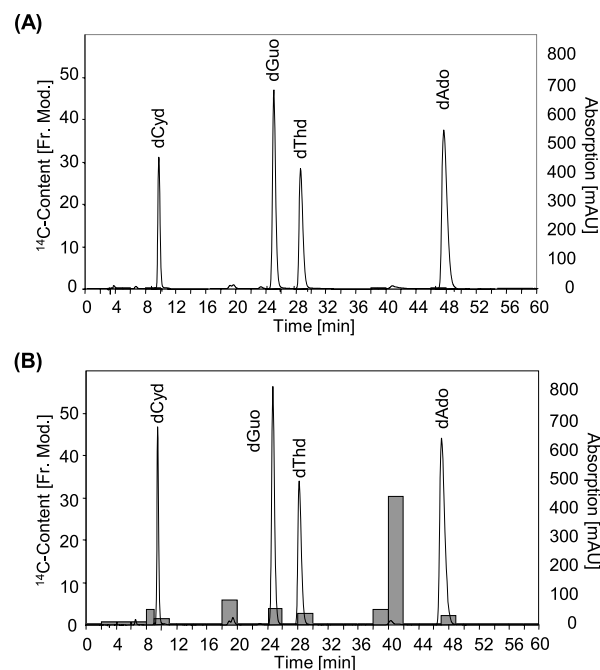 (A)
dCyd
dGuo
dThd
dAdo
50
40
30
20
10
0
¹⁴C-Content [Fr. Mod.]
800
700
600
500
400
300
200
100
0
Absorption [mAU]
0 4 8 12 16 20 24 28 32 36 40 44 48 52 56 60
Time [min]
(B)
dCyd
dGuo
dThd
dAdo
50
40
30
20
10
0
¹⁴C-Content [Fr. Mod.]
800
700
600
500
400
300
200
100
0
Absorption [mAU]
0 4 8 12 16 20 24 28 32 36 40 44 48 52 56 60
Time [min]